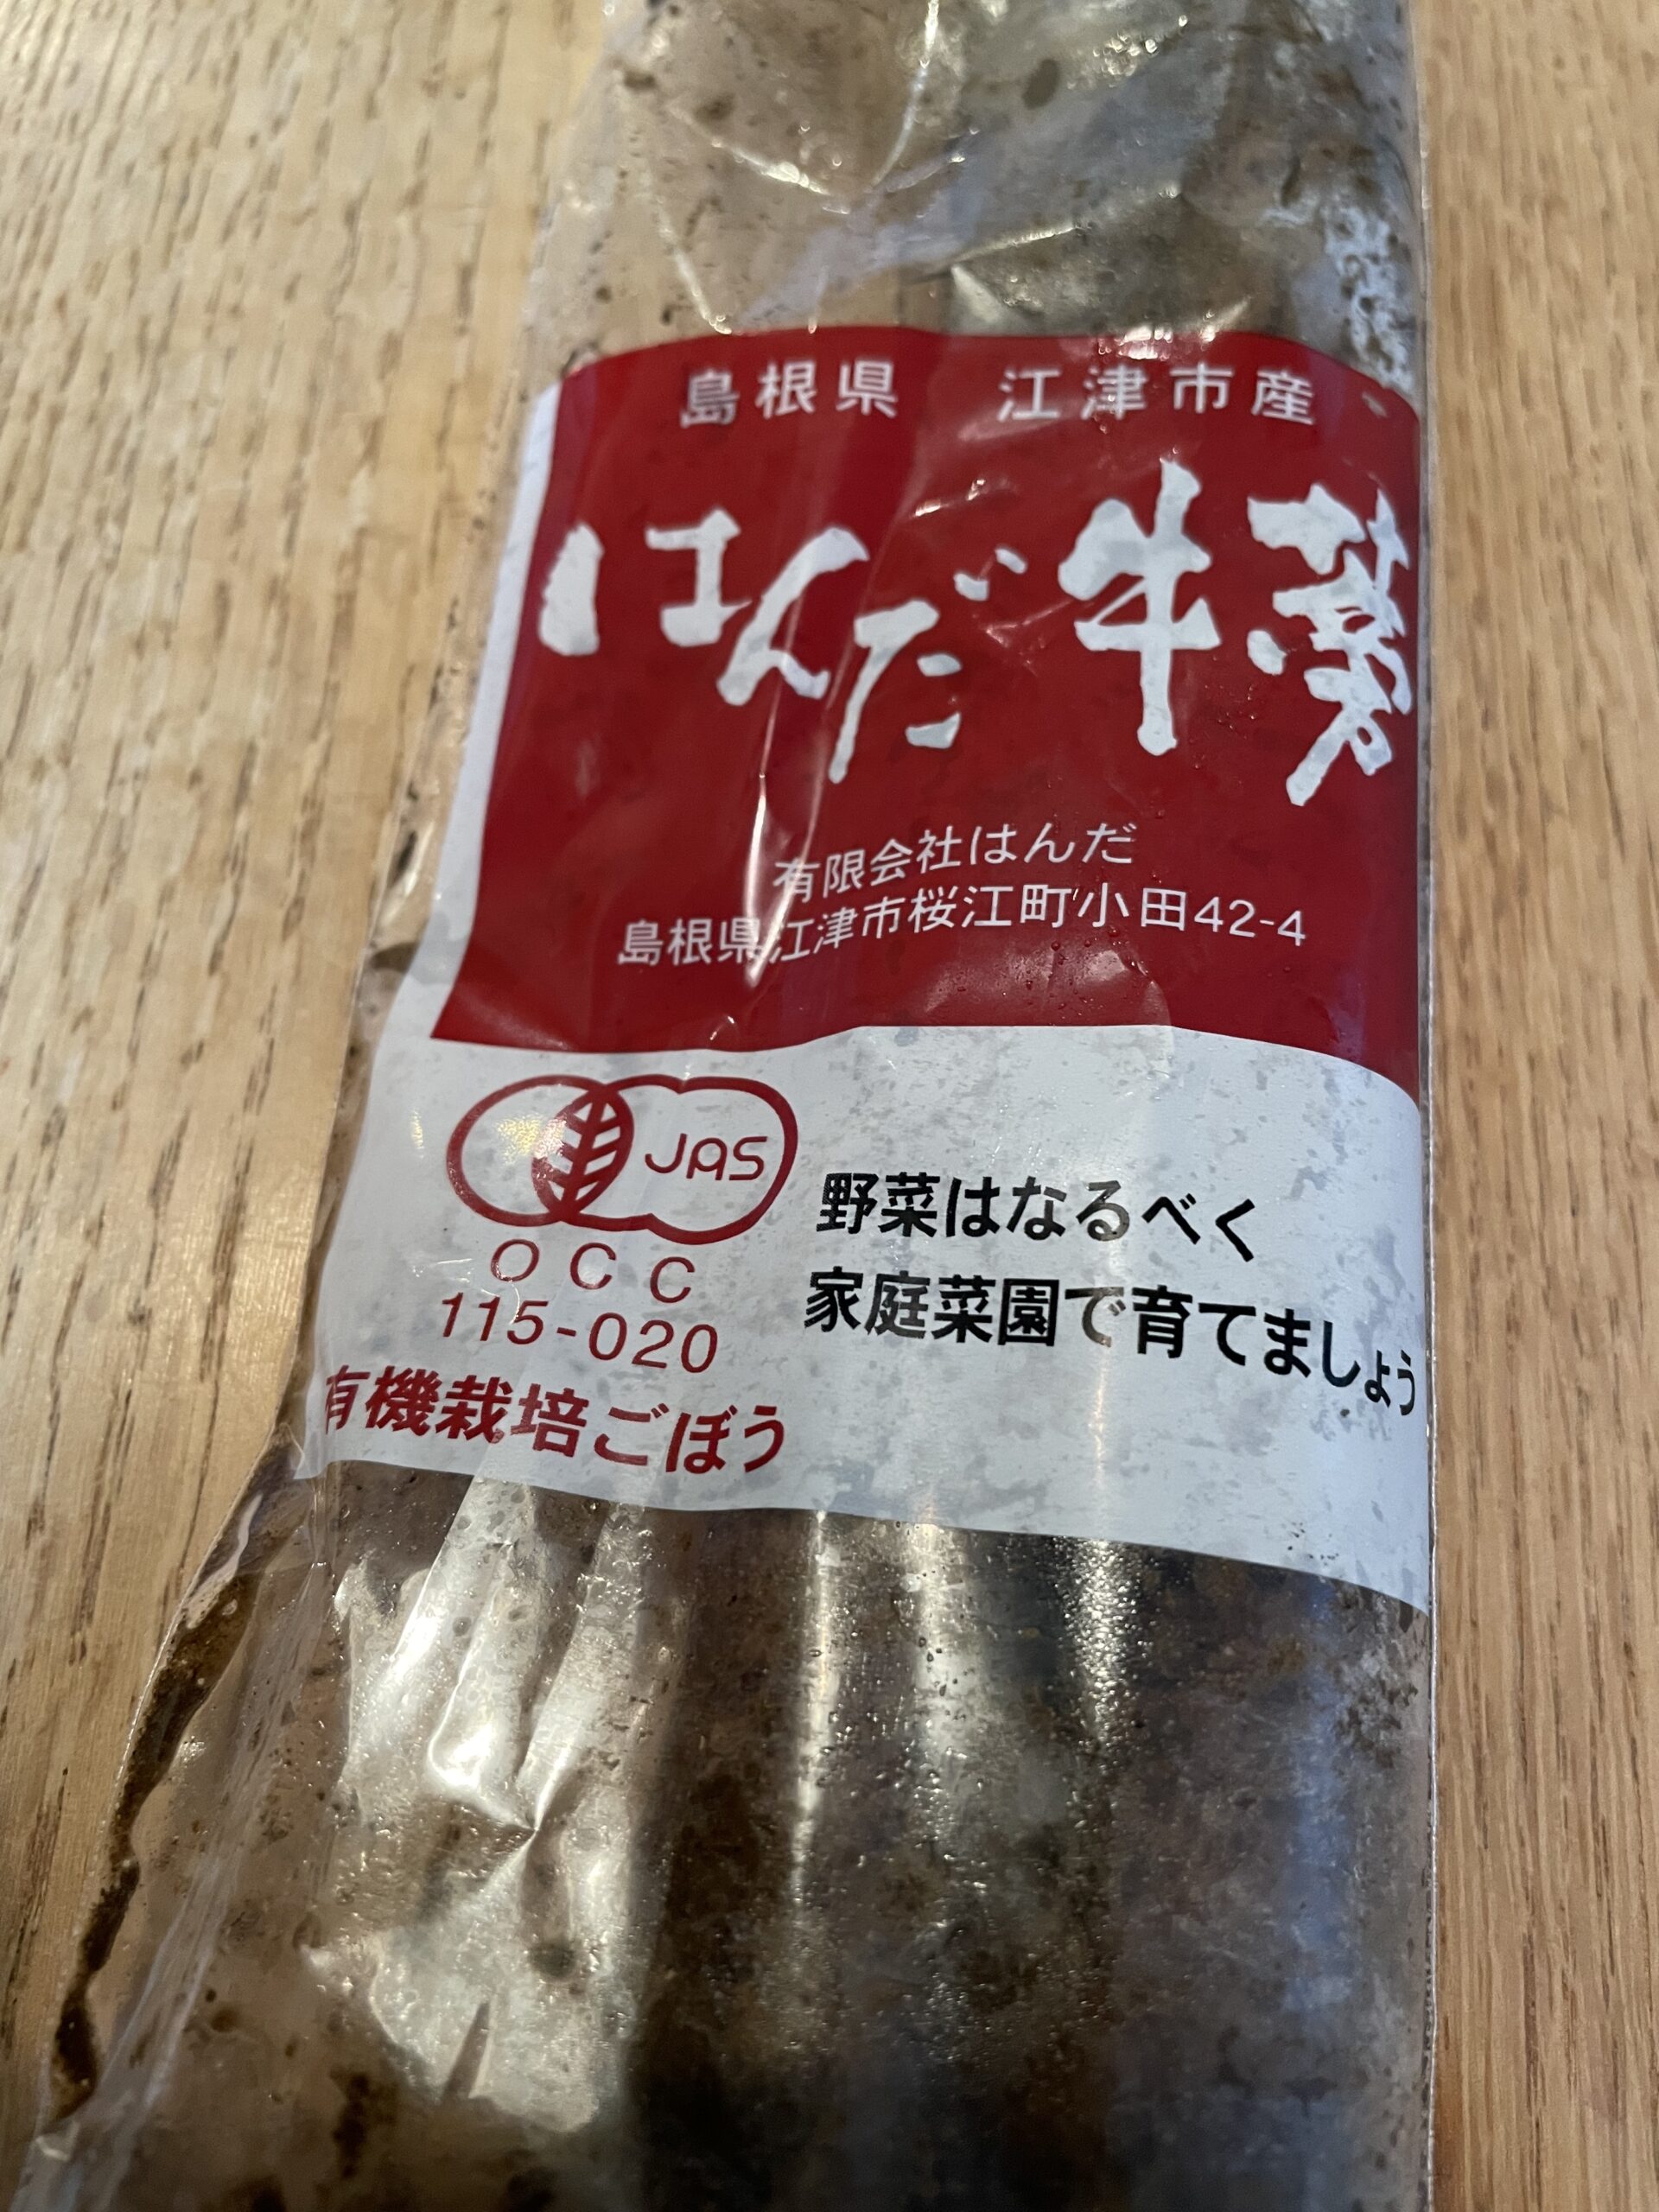 島根県　江津市産
はんだ牛蒡
有限会社はんだ
島根県江津市桜江町小田42-4
JAS
OCC
115-020
有機栽培ごぼう
野菜はなるべく
家庭菜園で育てましょう